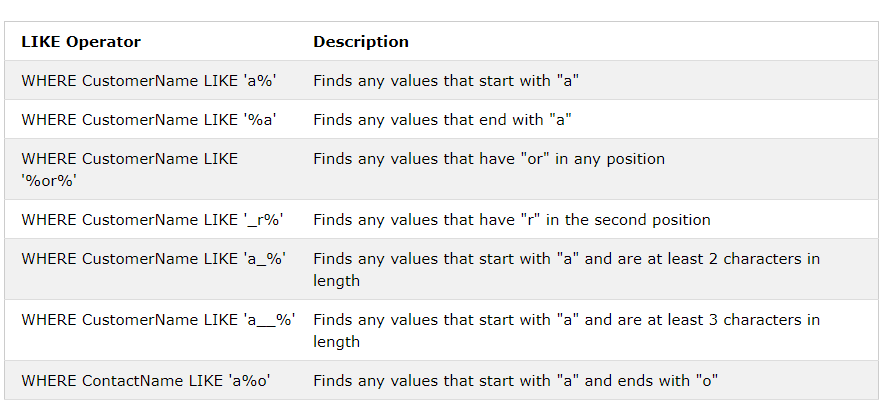 LIKE Operator Description
WHERE CustomerName LIKE 'a%' Finds any values that start with "a"
WHERE CustomerName LIKE '%a' Finds any values that end with "a"
WHERE CustomerName LIKE Finds any values that have "or" in any position
'%or%'
WHERE CustomerName LIKE '_r%' Finds any values that have "r" in the second position
WHERE CustomerName LIKE 'a_%' Finds any values that start with "a" and are at least 2 characters in
length
WHERE CustomerName LIKE 'a__%' Finds any values that start with "a" and are at least 3 characters in
length
WHERE ContactName LIKE 'a%o' Finds any values that start with "a" and ends with "o"